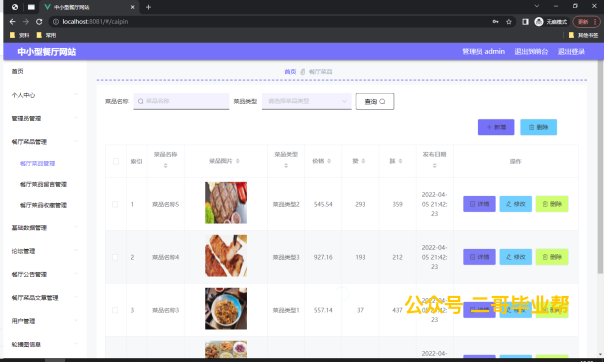 中小型餐厅网站
localhost:8081/#/caipin
无痕模式
更新
资料
常用
其他书签
中小型餐厅网站
管理员 admin
退出到前台
退出登录
首页
个人中心
管理员管理
餐厅菜品管理
餐厅菜品管理
餐厅菜品留言管理
餐厅菜品收藏管理
基础数据管理
论坛管理
餐厅公告管理
餐厅菜品文章管理
用户管理
轮播图信息
首页
餐厅菜品
菜品名称
菜品名称
菜品类型
请选择菜品类型
查询
+ 新增
删除
索引
菜品名称
菜品图片
菜品类型
价格
赞
踩
发布日期
操作
1
菜品名称5
菜品类型2
545.54
293
359
2022-04-05 21:42:23
详情
修改
删除
2
菜品名称4
菜品类型3
927.16
193
212
2022-04-05 21:42:23
详情
修改
删除
3
菜品名称3
菜品类型1
557.14
37
437
2022-04-05 21:42:23
详情
修改
删除
公众号 二哥毕业帮